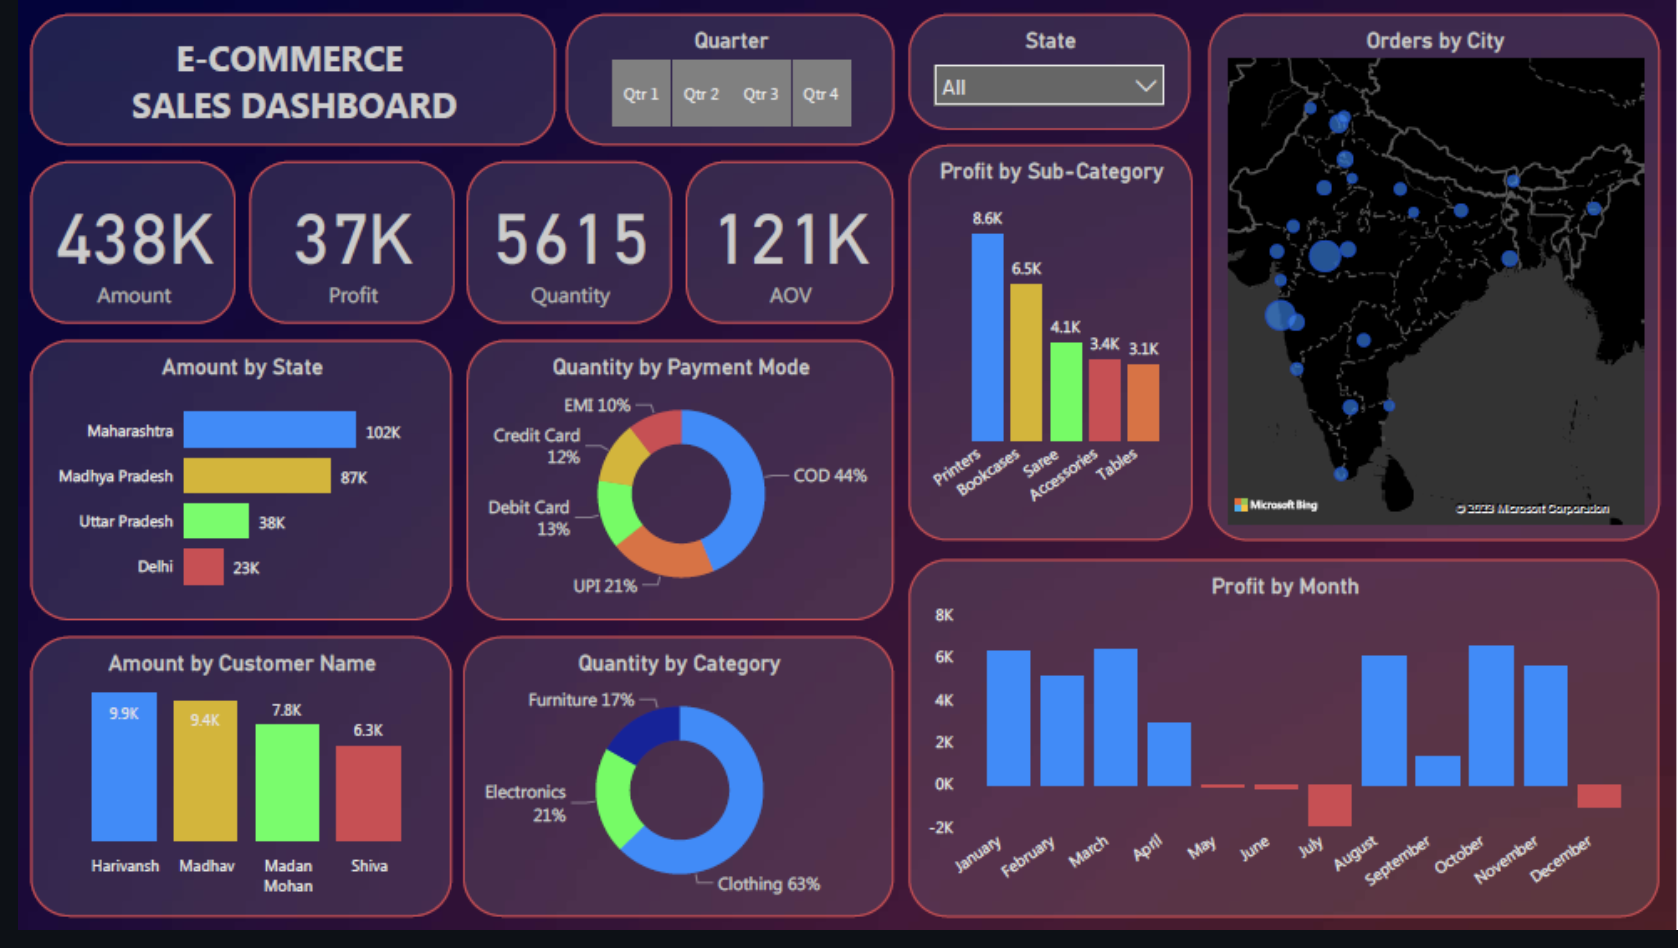 E-COMMERCE
SALES DASHBOARD
Quarter
Qtr 1 Qtr 2 Qtr 3 Qtr 4
State
All
Orders by City
Microsoft Bing
© 2023 Microsoft Corporation
438K
Amount
37K
Profit
5615
Quantity
121K
AOV
Profit by Sub-Category
8.6K
6.5K
4.1K
3.4K
3.1K
Printers
Bookcases
Saree
Accessories
Tables
Amount by State
Maharashtra 102K
Madhya Pradesh 87K
Uttar Pradesh 38K
Delhi 23K
Quantity by Payment Mode
EMI 10%
Credit Card
12%
COD 44%
Debit Card
13%
UPI 21%
Amount by Customer Name
9.9K
9.4K
7.8K
6.3K
Harivansh
Madhav
Madan
Mohan
Shiva
Quantity by Category
Furniture 17%
Electronics
21%
Clothing 63%
Profit by Month
8K
6K
4K
2K
0K
-2K
January
February
March
April
May
June
July
August
September
October
November
December